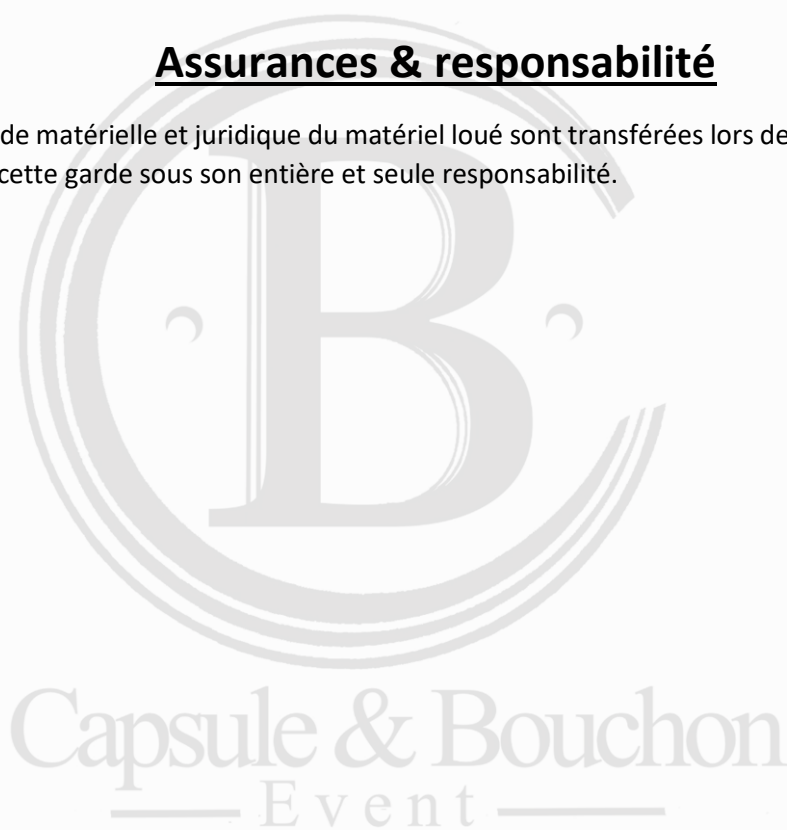 Assurances & responsabilité
de matérielle et juridique du matériel loué sont transférées lors de
cette garde sous son entière et seule responsabilité.
B
Capsule & Bouchon
Event